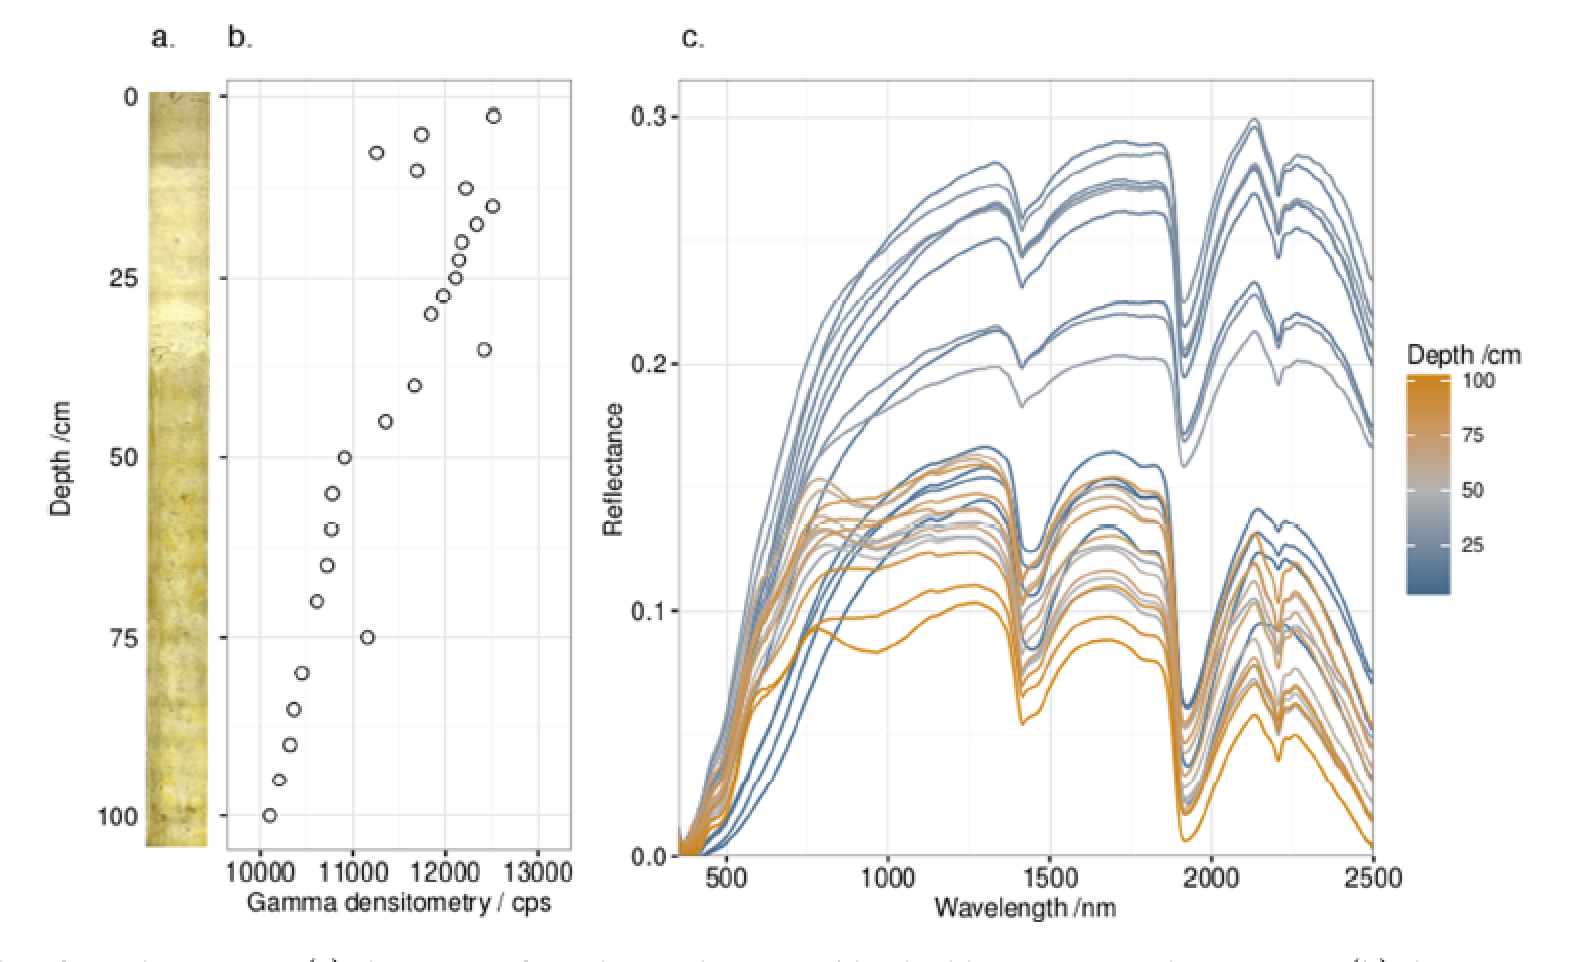 a.
b.
c.
0
25
50
75
100
Depth /cm
10000 11000 12000 13000
Gamma densitometry / cps
0.3
0.2
0.1
0.0
Reflectance
500 1000 1500 2000 2500
Wavelength /nm
Depth /cm
100
75
50
25